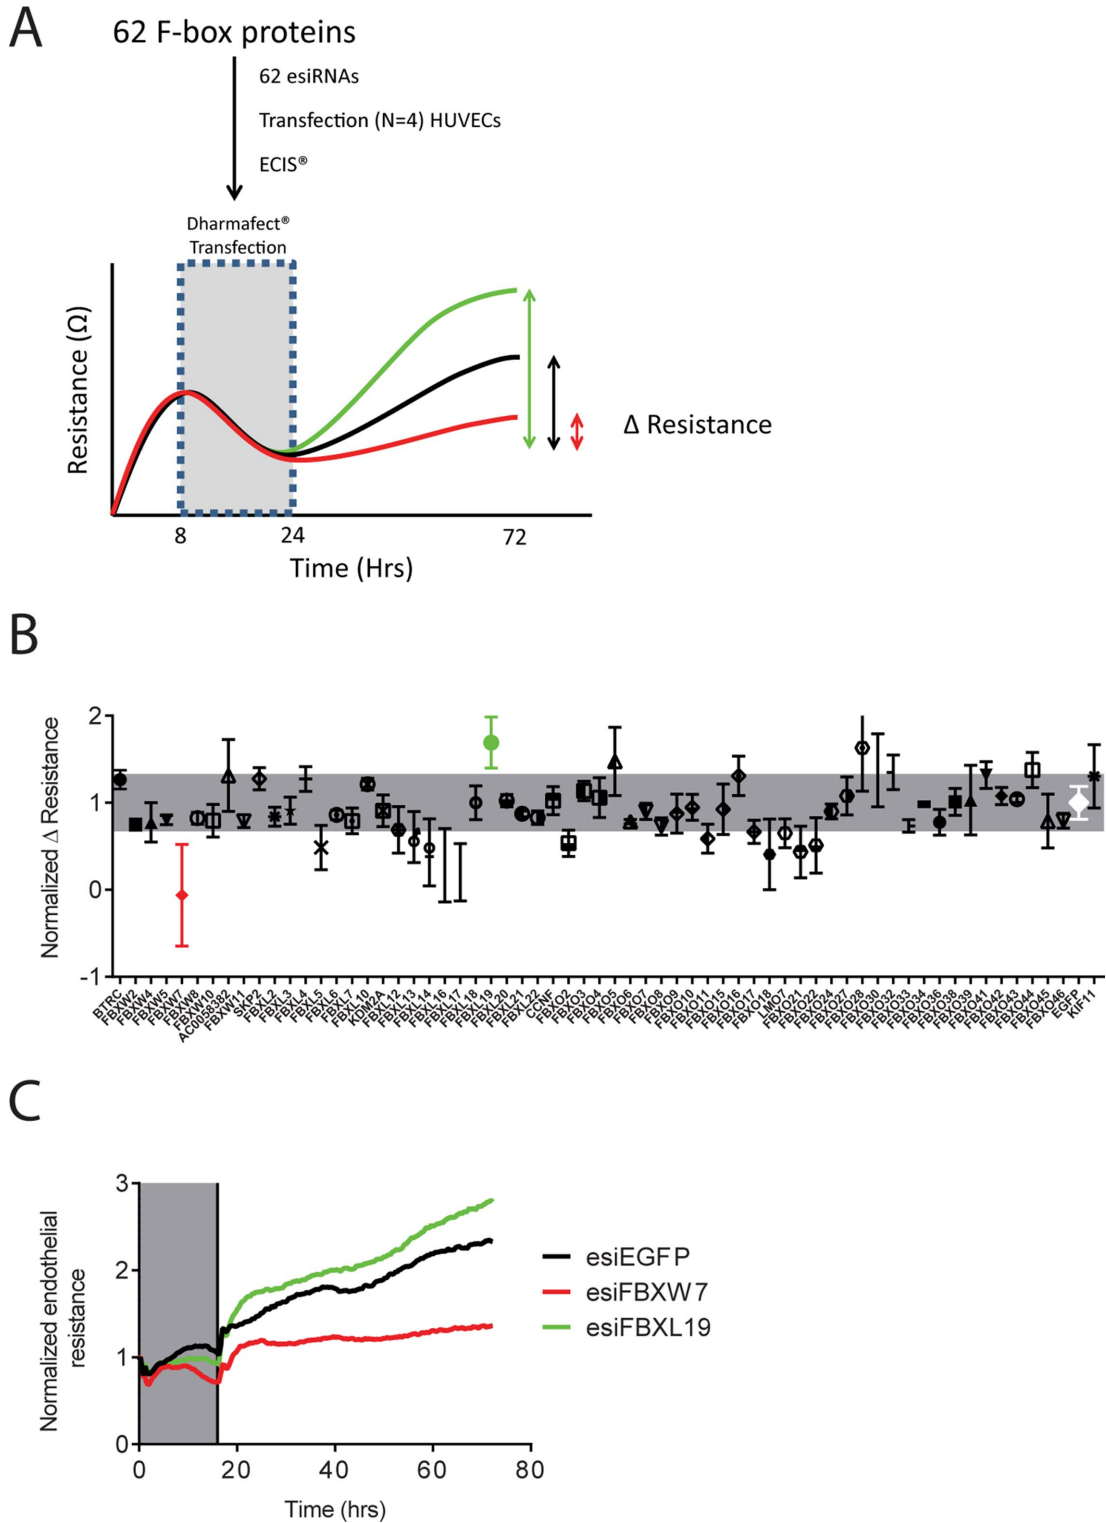 A
62 F-box proteins
62 esiRNAs
Transfection (N=4) HUVECs
ECIS®
Dharmafect®
Transfection
Resistance (Ω)
Δ Resistance
8
24
72
Time (Hrs)
B
Normalized Δ Resistance
2
1
0
-1
BTRC
FBXW2
FBXW4
FBXW5
FBXW7
FBXW8
FBXW10
FBXW11
SKP2
FBXL2
FBXL3
FBXL4
FBXL5
FBXL6
FBXL7
FBXL10
KDM2A
FBXL12
FBXL13
FBXL14
FBXL16
FBXL17
FBXL18
FBXL19
FBXL20
FBXL21
FBXL22
CCNF
FBXO2
FBXO3
FBXO4
FBXO5
FBXO6
FBXO7
FBXO8
FBXO9
FBXO10
FBXO11
FBXO15
FBXO16
FBXO17
FBXO18
LMO7
FBXO21
FBXO22
FBXO24
FBXO27
FBXO28
FBXO30
FBXO32
FBXO33
FBXO34
FBXO36
FBXO38
FBXO39
FBXO41
FBXO42
FBXO43
FBXO44
FBXO45
FBXO46
EGFP
KIF11
C
Normalized endothelial
resistance
3
2
1
0
0
20
40
60
80
Time (hrs)
esiEGFP
esiFBXW7
esiFBXL19